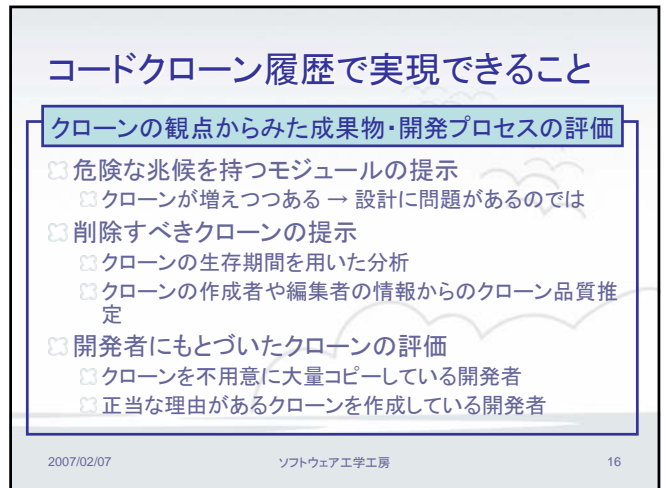 コードクローン履歴で実現できること
クローンの観点からみた成果物・開発プロセスの評価
危険な兆候を持つモジュールの提示
クローンが増えつつある → 設計に問題があるのでは
削除すべきクローンの提示
クローンの生存期間を用いた分析
クローンの作成者や編集者の情報からのクローン品質推
定
開発者にもとづいたクローンの評価
クローンを不用意に大量コピーしている開発者
正当な理由があるクローンを作成している開発者
2007/02/07 ソフトウェア工学工房 16